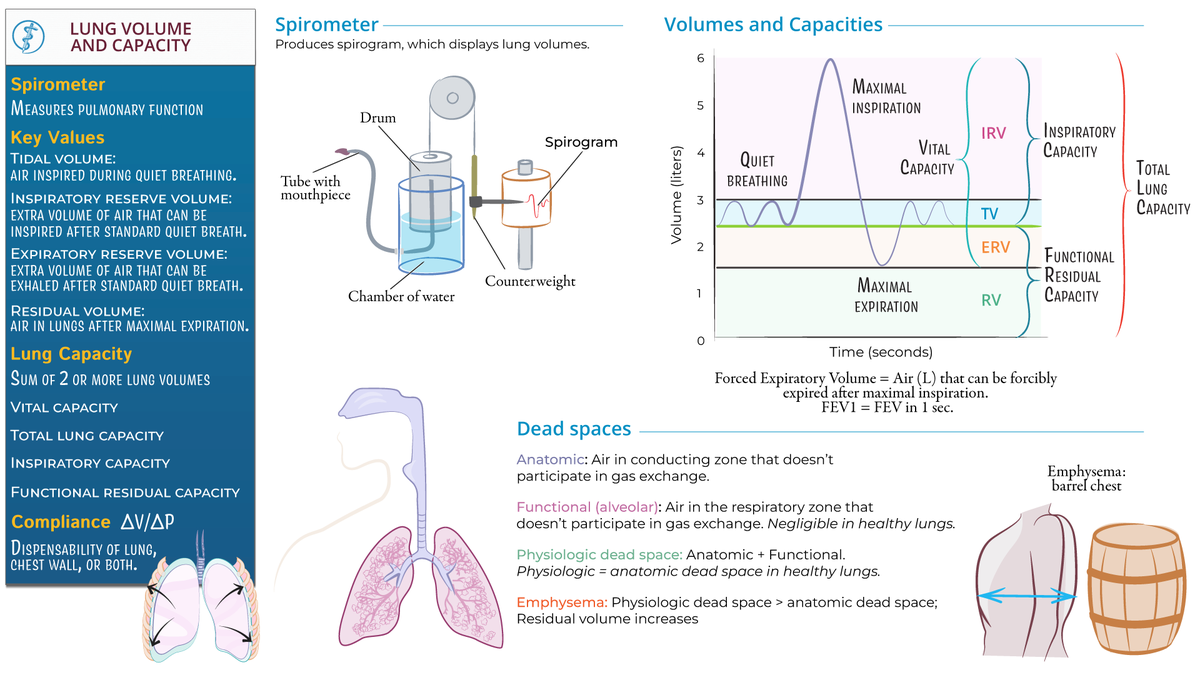 LUNG VOLUME
AND CAPACITY
Spirometer
MEASURES PULMONARY FUNCTION
Key Values
TIDAL VOLUME:
AIR INSPIRED DURING QUIET BREATHING.
INSPIRATORY RESERVE VOLUME:
EXTRA VOLUME OF AIR THAT CAN BE
INSPIRED AFTER STANDARD QUIET BREATH.
EXPIRATORY RESERVE VOLUME:
EXTRA VOLUME OF AIR THAT CAN BE
EXHALED AFTER STANDARD QUIET BREATH.
RESIDUAL VOLUME:
AIR IN LUNGS AFTER MAXIMAL EXPIRATION.
Lung Capacity
SUM OF 2 OR MORE LUNG VOLUMES
VITAL CAPACITY
TOTAL LUNG CAPACITY
INSPIRATORY CAPACITY
FUNCTIONAL RESIDUAL CAPACITY
Compliance ΔV/ΔP
DISPENSABILITY OF LUNG,
CHEST WALL, OR BOTH.
Spirometer
Produces spirogram, which displays lung volumes.
Drum
Spirogram
Tube with
mouthpiece
Counterweight
Chamber of water
Volumes and Capacities
Volume (liters)
6
5
4
3
2
1
0
QUIET
BREATHING
MAXIMAL
INSPIRATION
MAXIMAL
EXPIRATION
VITAL
CAPACITY
IRV
TV
ERV
RV
INSPIRATORY
CAPACITY
FUNCTIONAL
RESIDUAL
CAPACITY
TOTAL
LUNG
CAPACITY
Time (seconds)
Forced Expiratory Volume = Air (L) that can be forcibly
expired after maximal inspiration.
FEV1 = FEV in 1 sec.
Dead spaces
Anatomic: Air in conducting zone that doesn't
participate in gas exchange.
Functional (alveolar): Air in the respiratory zone that
doesn't participate in gas exchange. Negligible in healthy lungs.
Physiologic dead space: Anatomic + Functional.
Physiologic = anatomic dead space in healthy lungs.
Emphysema: Physiologic dead space > anatomic dead space;
Residual volume increases
Emphysema:
barrel chest